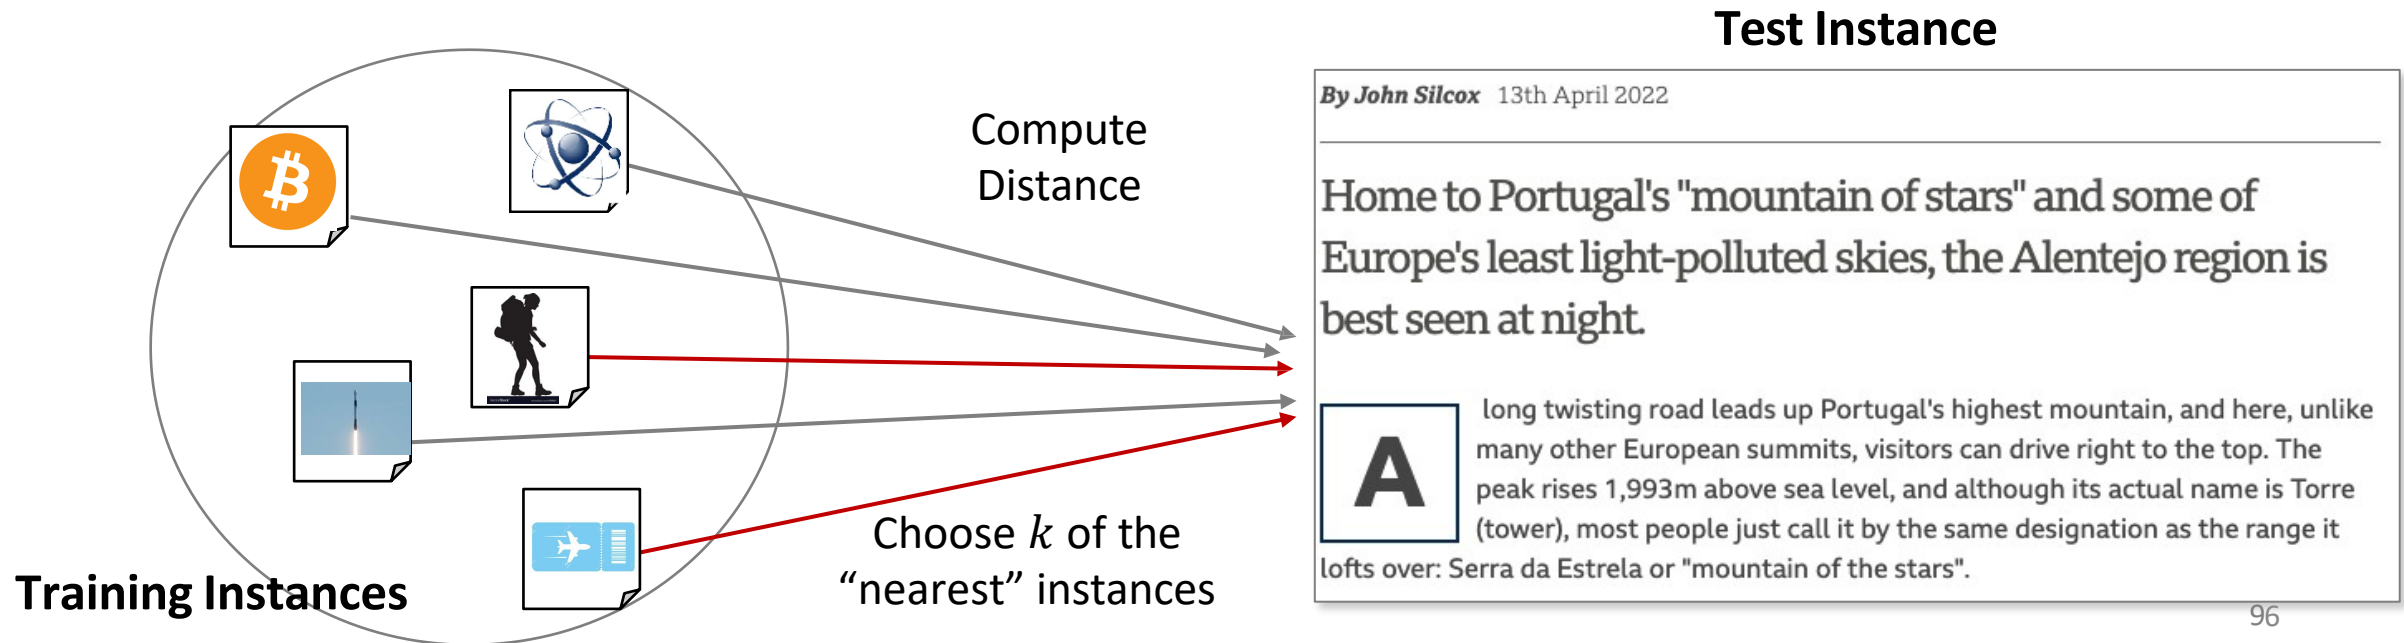 Test Instance
By John Silcox 13th April 2022
Home to Portugal's "mountain of stars" and some of
Europe's least light-polluted skies, the Alentejo region is
best seen at night.
A long twisting road leads up Portugal's highest mountain, and here, unlike
many other European summits, visitors can drive right to the top. The
peak rises 1,993m above sea level, and although its actual name is Torre
(tower), most people just call it by the same designation as the range it
lofts over: Serra da Estrela or "mountain of the stars".
Compute
Distance
Choose k of the
“nearest” instances
Training Instances
96